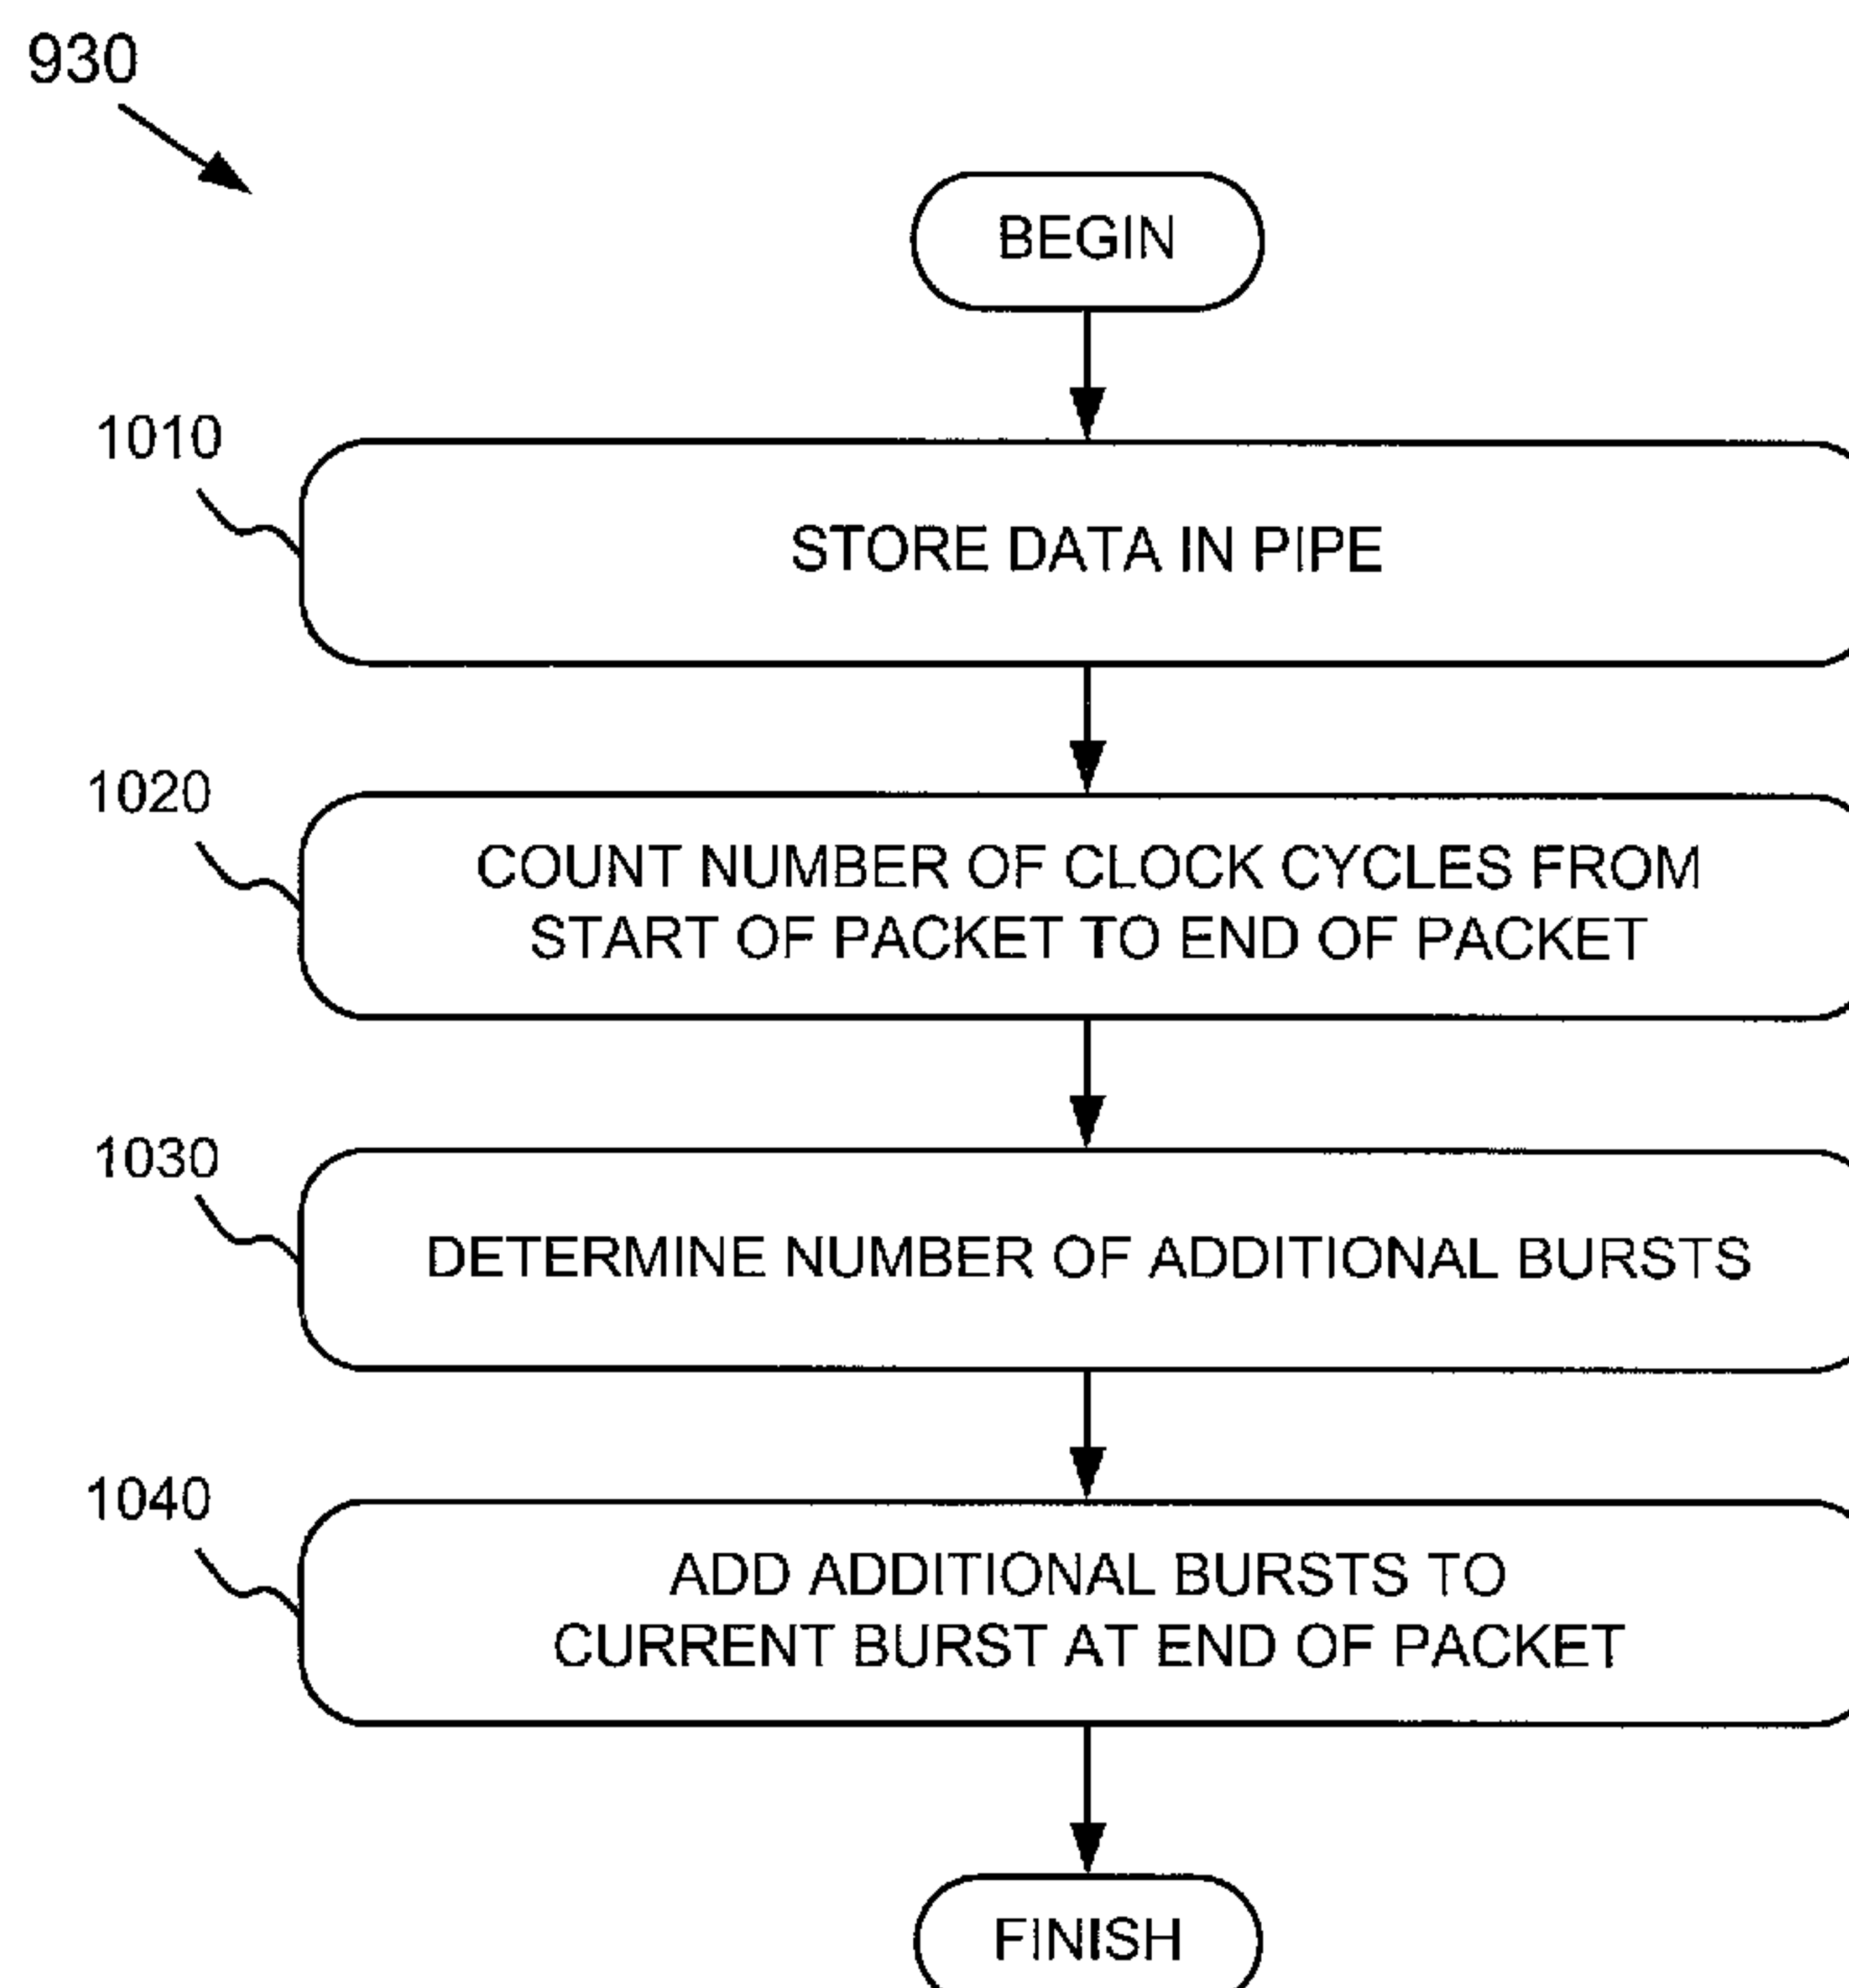 930
BEGIN
1010
STORE DATA IN PIPE
1020
COUNT NUMBER OF CLOCK CYCLES FROM
START OF PACKET TO END OF PACKET
1030
DETERMINE NUMBER OF ADDITIONAL BURSTS
1040
ADD ADDITIONAL BURSTS TO
CURRENT BURST AT END OF PACKET
FINISH